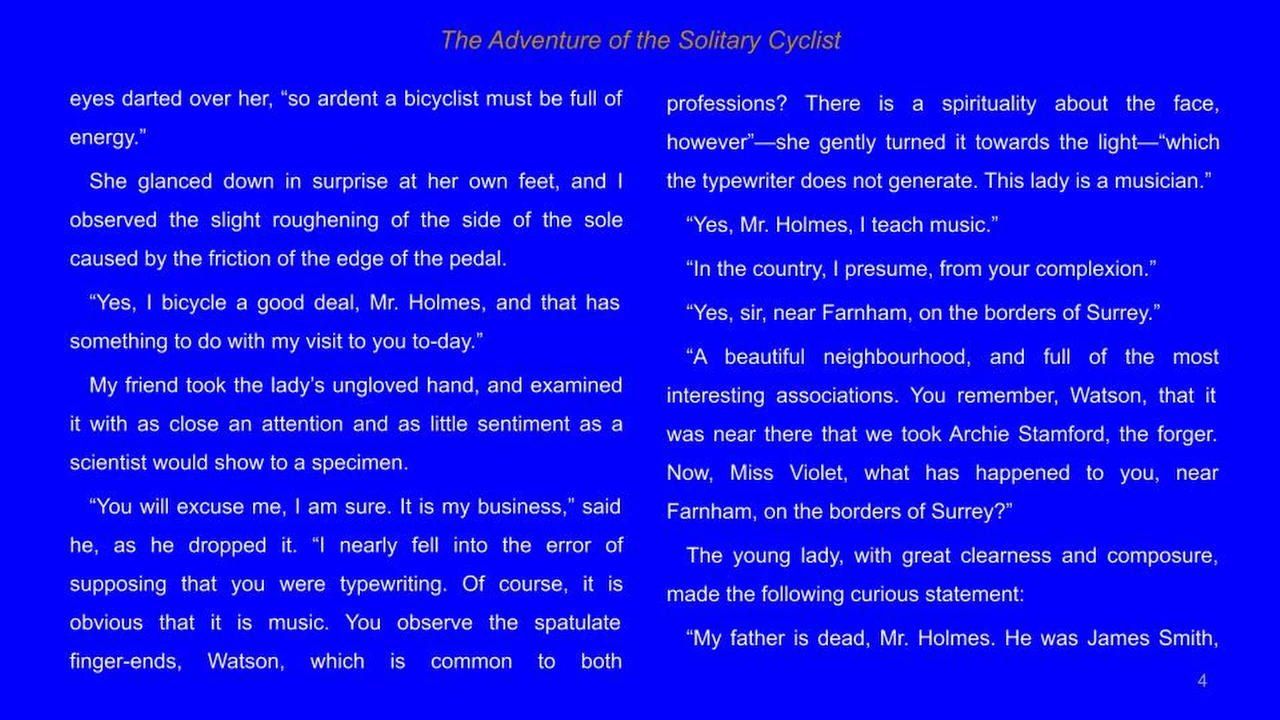 The Adventure of the Solitary Cyclist
eyes darted over her, “so ardent a bicyclist must be full of
energy.”
She glanced down in surprise at her own feet, and I
observed the slight roughening of the side of the sole
caused by the friction of the edge of the pedal.
“Yes, I bicycle a good deal, Mr. Holmes, and that has
something to do with my visit to you to-day.”
My friend took the lady’s ungloved hand, and examined
it with as close an attention and as little sentiment as a
scientist would show to a specimen.
“You will excuse me, I am sure. It is my business,” said
he, as he dropped it. “I nearly fell into the error of
supposing that you were typewriting. Of course, it is
obvious that it is music. You observe the spatulate
finger-ends, Watson, which is common to both
professions? There is a spirituality about the face,
however”—she gently turned it towards the light—“which
the typewriter does not generate. This lady is a musician.”
“Yes, Mr. Holmes, I teach music.”
“In the country, I presume, from your complexion.”
“Yes, sir, near Farnham, on the borders of Surrey.”
“A beautiful neighbourhood, and full of the most
interesting associations. You remember, Watson, that it
was near there that we took Archie Stamford, the forger.
Now, Miss Violet, what has happened to you, near
Farnham, on the borders of Surrey?”
The young lady, with great clearness and composure,
made the following curious statement:
“My father is dead, Mr. Holmes. He was James Smith,
4